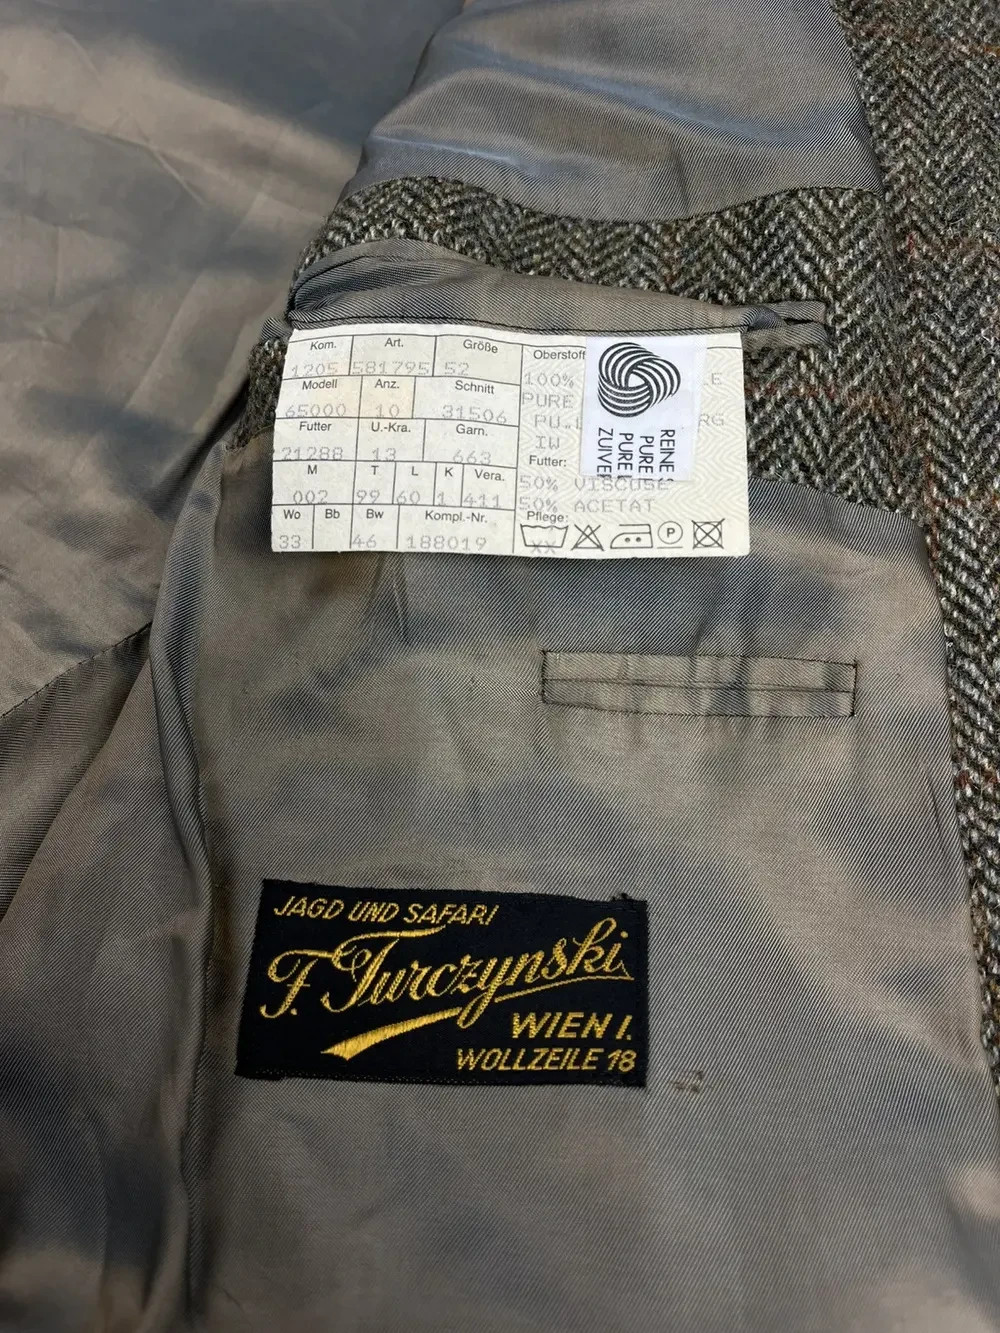 Kom. Art. Größe
1205 581795 52
Modell Anz. Schnitt
65000 10 31506
Futter U.-Kra. Garn.
21288 13 663
M T L K Vera.
002 99 60 1 411
Wo Bb Bw Kompl.-Nr.
33 46 188019
Oberstoff
100%
PURE
IW
Futter:
50% VISCOSE
50% ACETAT
Pflege:
XX P
REINE
PURE
PURE
ZUIVE
JAGD UND SAFARI
F. Turczynski
WIEN I.
WOLLZEILE 18